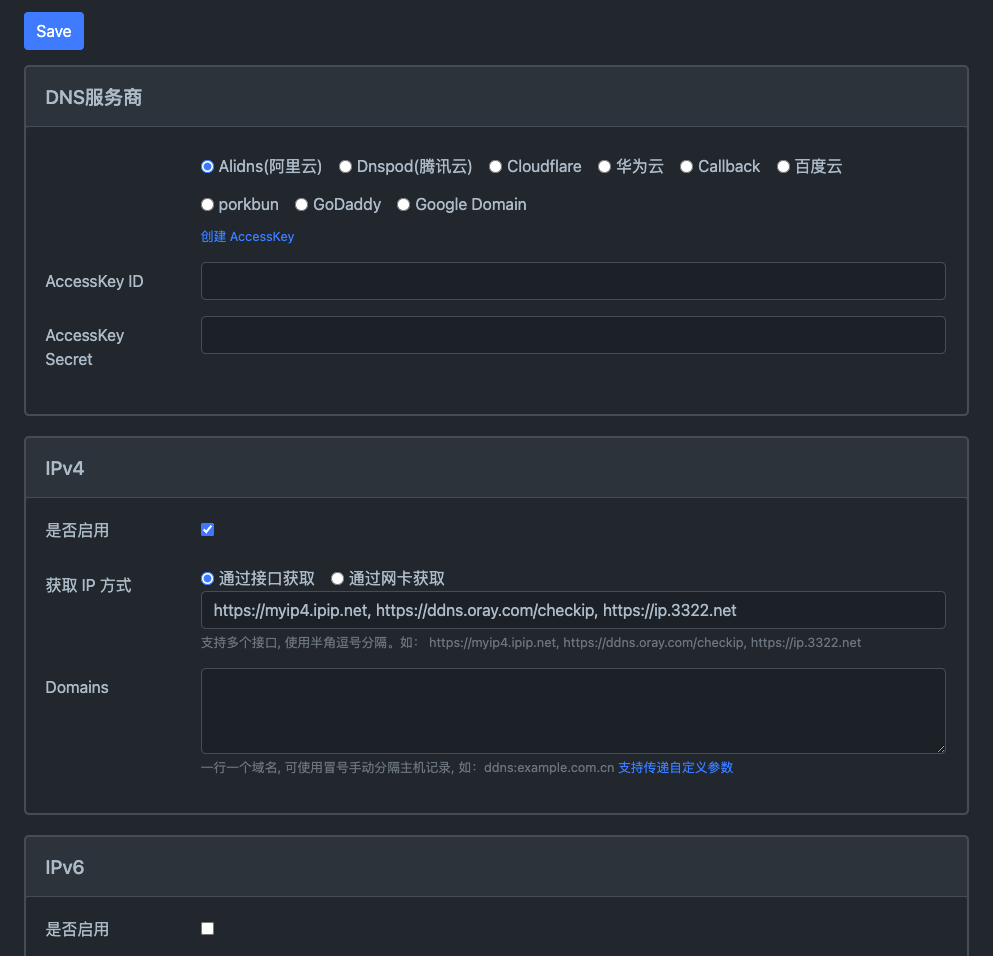 Save
DNS服务商
Alidns(阿里云) Dnspod(腾讯云) Cloudflare 华为云 Callback 百度云
porkbun GoDaddy Google Domain
创建 AccessKey
AccessKey ID
AccessKey
Secret
IPv4
是否启用
获取 IP 方式 通过接口获取 通过网卡获取
https://myip4.ipip.net, https://ddns.oray.com/checkip, https://ip.3322.net
支持多个接口, 使用半角逗号分隔。如： https://myip4.ipip.net, https://ddns.oray.com/checkip, https://ip.3322.net
Domains
一行一个域名, 可使用冒号手动分隔主机记录, 如：ddns:example.com.cn 支持传递自定义参数
IPv6
是否启用